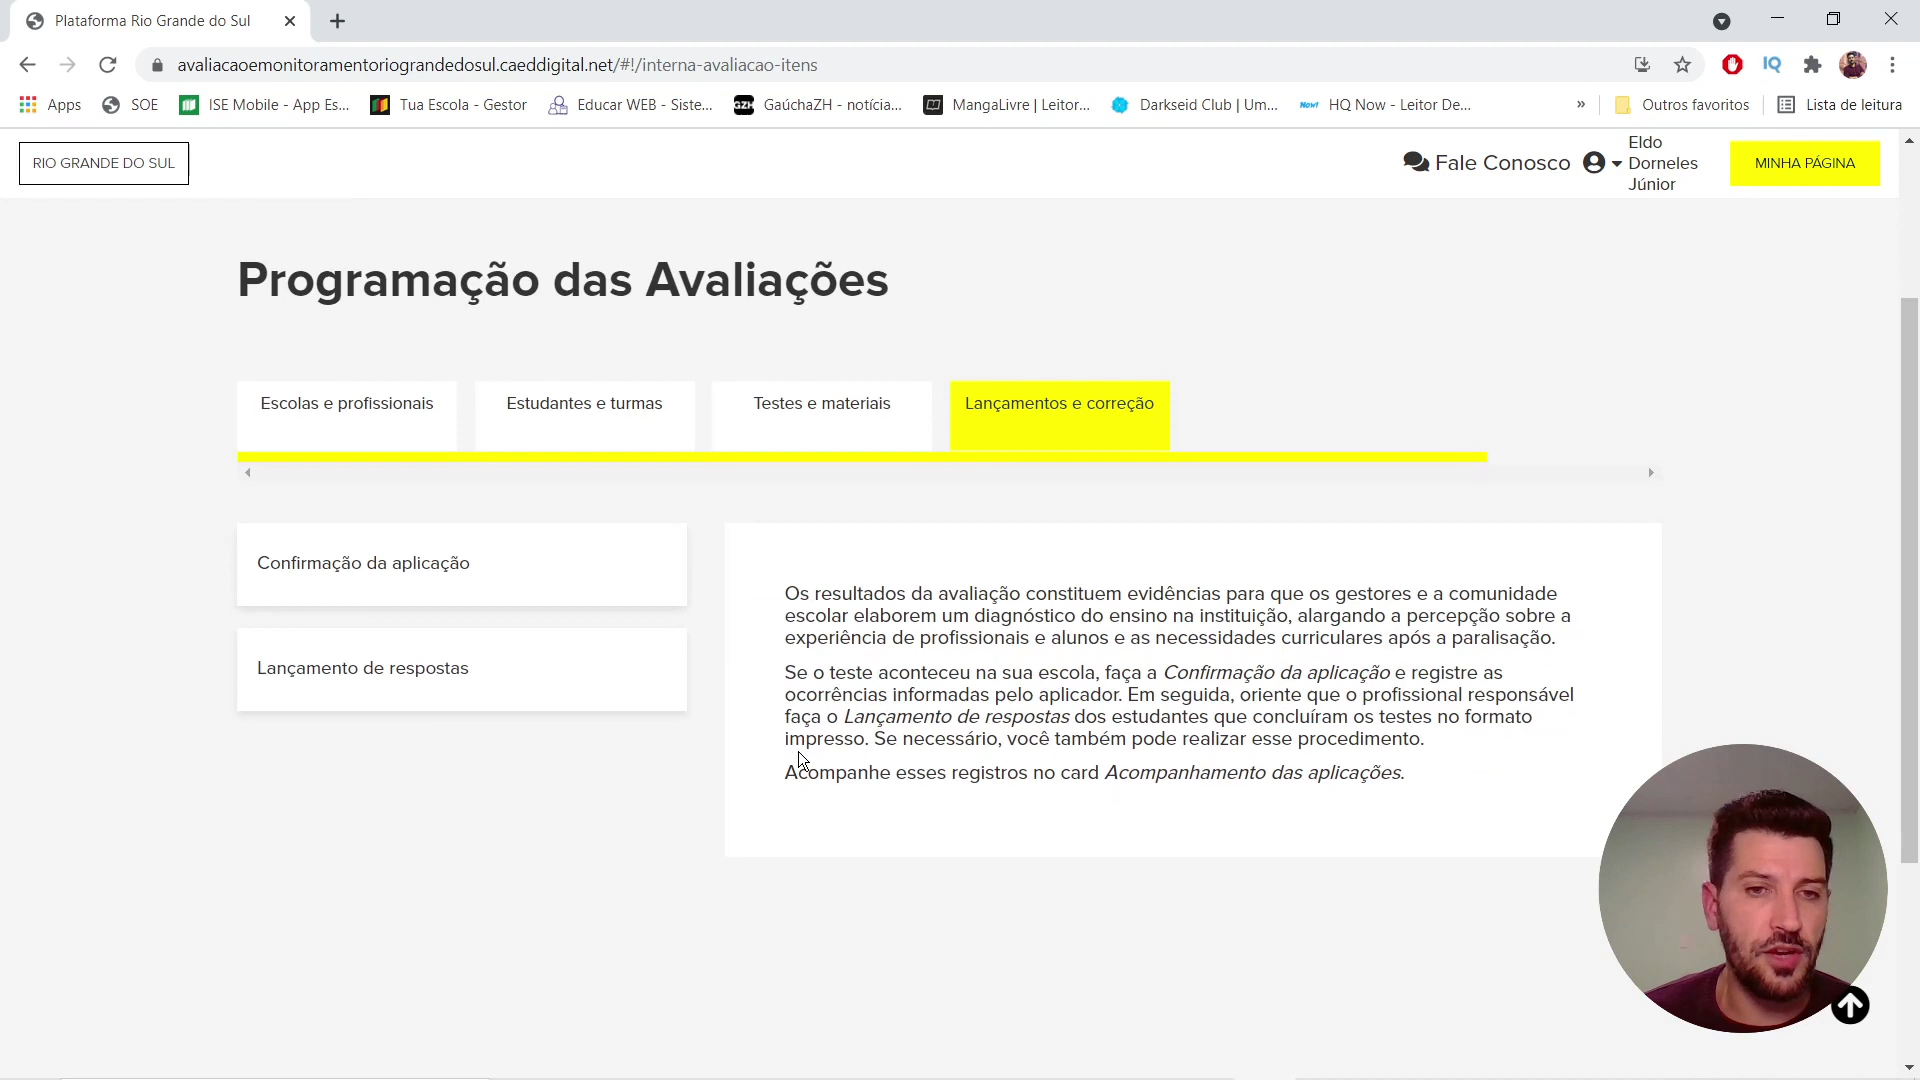 Plataforma Rio Grande do Sul
avaliacaoemonitoramentoriograndedosul.caeddigital.net/#!/interna-avaliacao-itens
IQ
Apps
SOE
ISE Mobile - App Es...
Tua Escola - Gestor
Educar WEB - Siste...
GZH
GaúchaZH - notícia...
MangaLivre | Leitor...
Darkseid Club | Um...
Now!
HQ Now - Leitor De...
»
Outros favoritos
Lista de leitura
RIO GRANDE DO SUL
Fale Conosco
Eldo
Dorneles
Júnior
MINHA PÁGINA
Programação das Avaliações
Escolas e profissionais
Estudantes e turmas
Testes e materiais
Lançamentos e correção
Confirmação da aplicação
Lançamento de respostas
Os resultados da avaliação constituem evidências para que os gestores e a comunidade
escolar elaborem um diagnóstico do ensino na instituição, alargando a percepção sobre a
experiência de profissionais e alunos e as necessidades curriculares após a paralisação.
Se o teste aconteceu na sua escola, faça a Confirmação da aplicação e registre as
ocorrências informadas pelo aplicador. Em seguida, oriente que o profissional responsável
faça o Lançamento de respostas dos estudantes que concluíram os testes no formato
impresso. Se necessário, você também pode realizar esse procedimento.
Acompanhe esses registros no card Acompanhamento das aplicações.